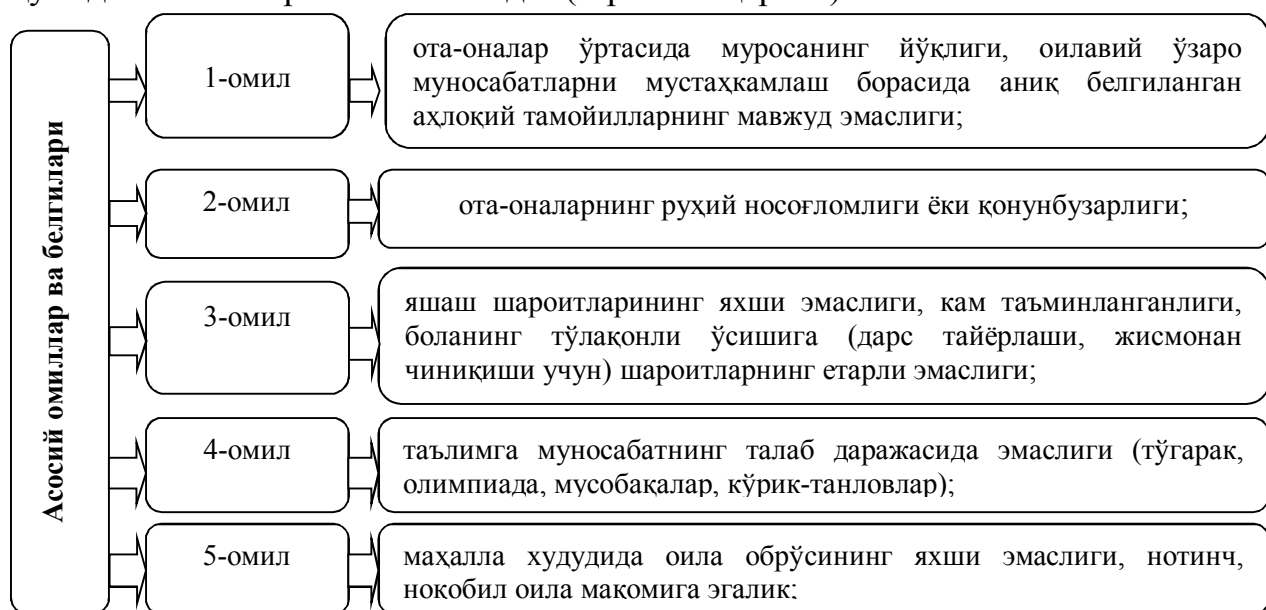 Асосий омиллар ва белгилари
1-омил
ота-оналар ўртасида муросанинг йўқлиги, оилавий ўзаро
муносабатларни мустаҳкамлаш борасида аниқ белгиланган
аҳлоқий тамойилларнинг мавжуд эмаслиги;
2-омил
ота-оналарнинг руҳий носоғломлиги ёки қонунбузарлиги;
3-омил
яшаш шароитларининг яхши эмаслиги, кам таъминланганлиги,
боланинг тўлақонли ўсишига (дарс тайёрлаши, жисмонан
чиниқиши учун) шароитларнинг етарли эмаслиги;
4-омил
таълимга муносабатнинг талаб даражасида эмаслиги (тўгарак,
олимпиада, мусобақалар, кўрик-танловлар);
5-омил
маҳалла худудида оила обрўсининг яхши эмаслиги, нотинч,
ноқобил оила мақомига эгалик;